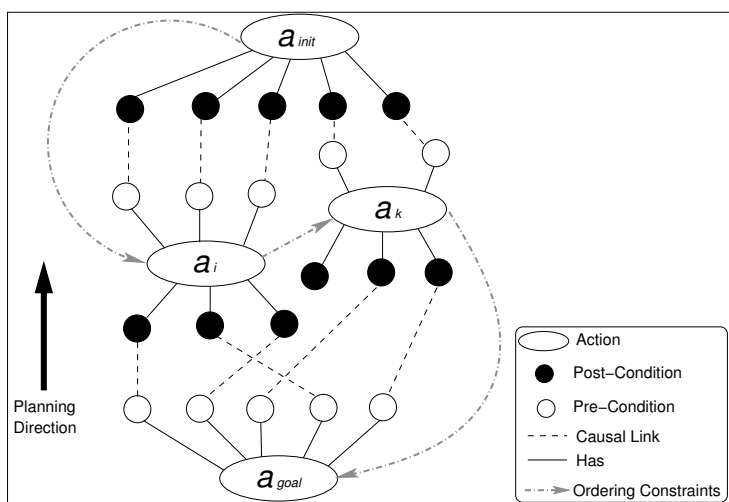 a init
a k
a i
a goal
Planning
Direction
Action
Post−Condition
Pre−Condition
Causal Link
Has
Ordering Constraints